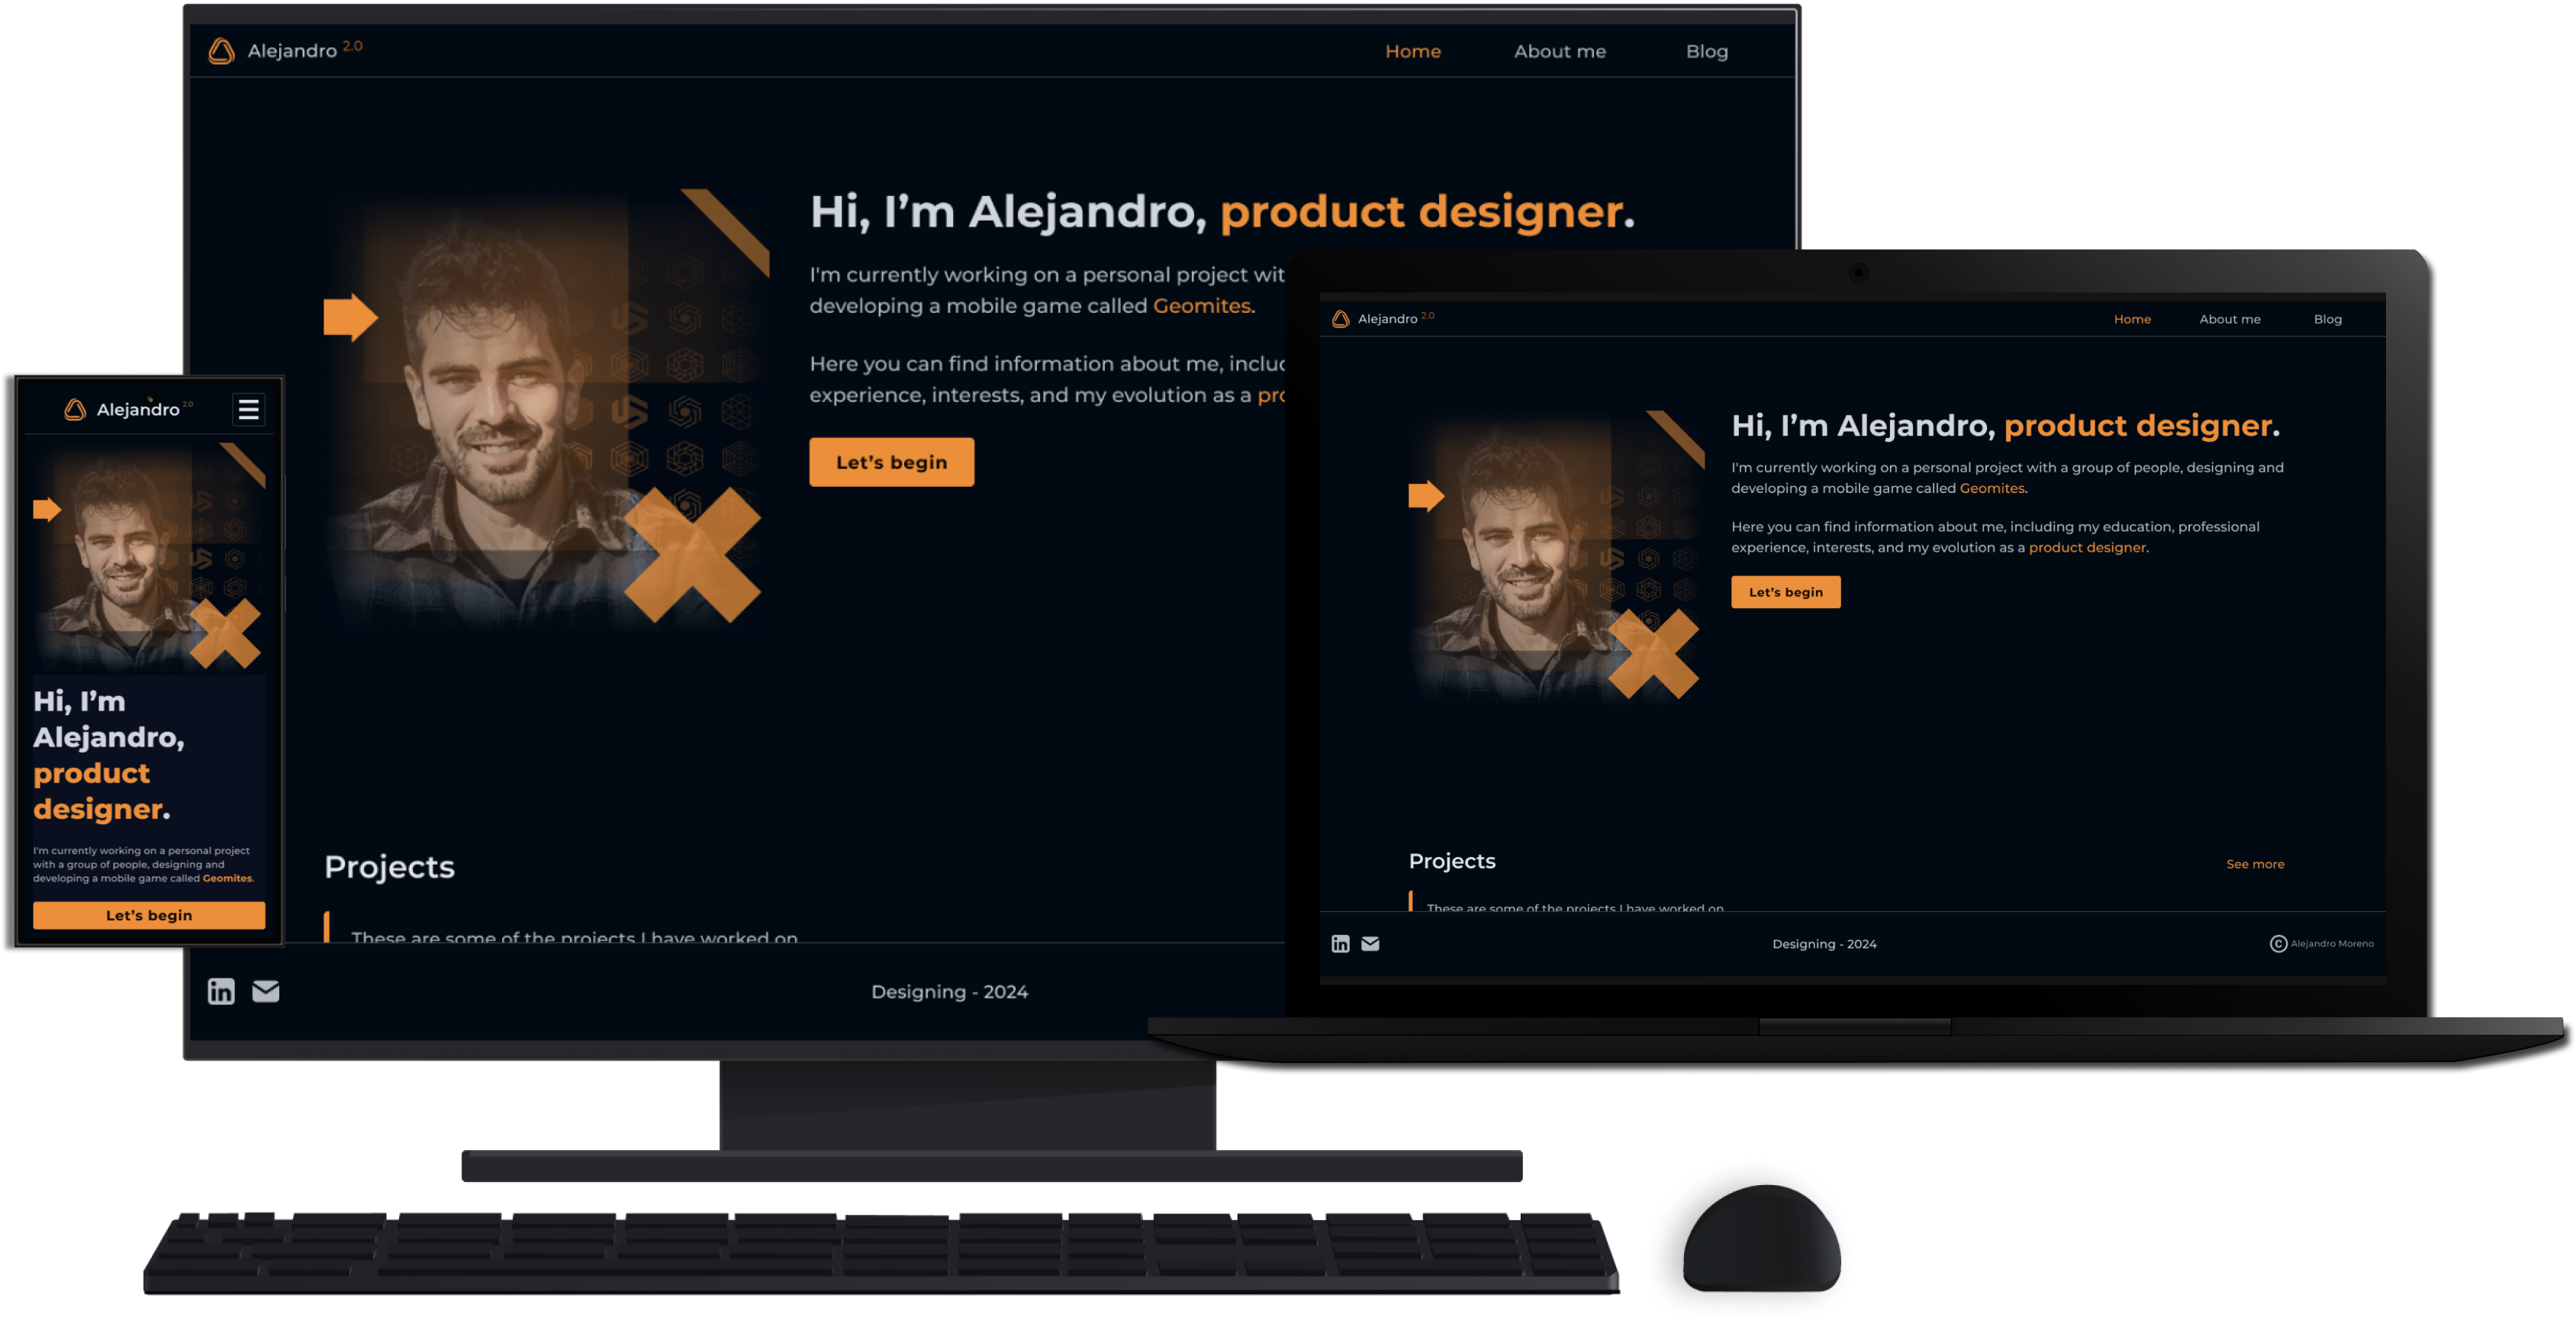 Alejandro 2.0
Home About me Blog
Hi, I’m Alejandro, product designer.
I'm currently working on a personal project wit
developing a mobile game called Geomites.
Here you can find information about me, includ
experience, interests, and my evolution as a pro
Let’s begin
Projects
These are some of the projects I have worked on
in
Designing - 2024
Alejandro 2.0
Hi, I’m
Alejandro,
product
designer.
I'm currently working on a personal project
with a group of people, designing and
developing a mobile game called Geomites.
Let’s begin
Alejandro 2.0
Home About me Blog
Hi, I’m Alejandro, product designer.
I'm currently working on a personal project with a group of people, designing and
developing a mobile game called Geomites.
Here you can find information about me, including my education, professional
experience, interests, and my evolution as a product designer.
Let’s begin
Projects
See more
These are some of the projects I have worked on
in
Designing - 2024
© Alejandro Moreno